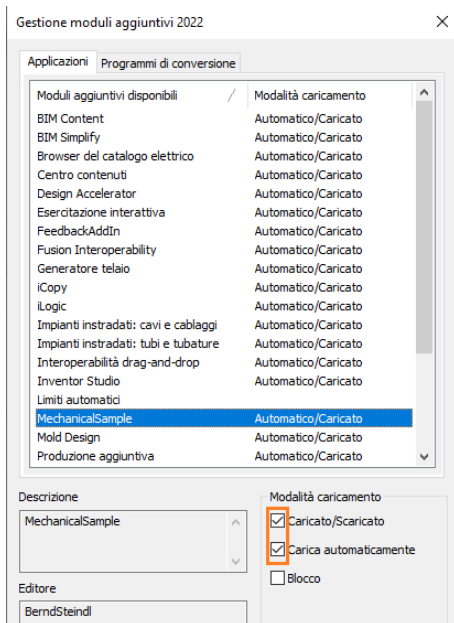 Gestione moduli aggiuntivi 2022
Applicazioni Programmi di conversione
Moduli aggiuntivi disponibili Modalità caricamento
BIM Content Automatico/Caricato
BIM Simplify Automatico/Caricato
Browser del catalogo elettrico Automatico/Caricato
Centro contenuti Automatico/Caricato
Design Accelerator Automatico/Caricato
Esercitazione interattiva Automatico/Caricato
FeedbackAddIn Automatico/Caricato
Fusion Interoperability Automatico/Caricato
Generatore telaio Automatico/Caricato
iCopy Automatico/Caricato
iLogic Automatico/Caricato
Impianti instradati: cavi e cablaggi Automatico/Caricato
Impianti instradati: tubi e tubature Automatico/Caricato
Interoperabilità drag-and-drop Automatico/Caricato
Inventor Studio Automatico/Caricato
Limiti automatici
MechanicalSample Automatico/Caricato
Mold Design Automatico/Caricato
Produzione aggiuntiva Automatico/Caricato
Descrizione Modalità caricamento
MechanicalSample Caricato/Scaricato
Carica automaticamente
Blocco
Editore
BerndSteindl